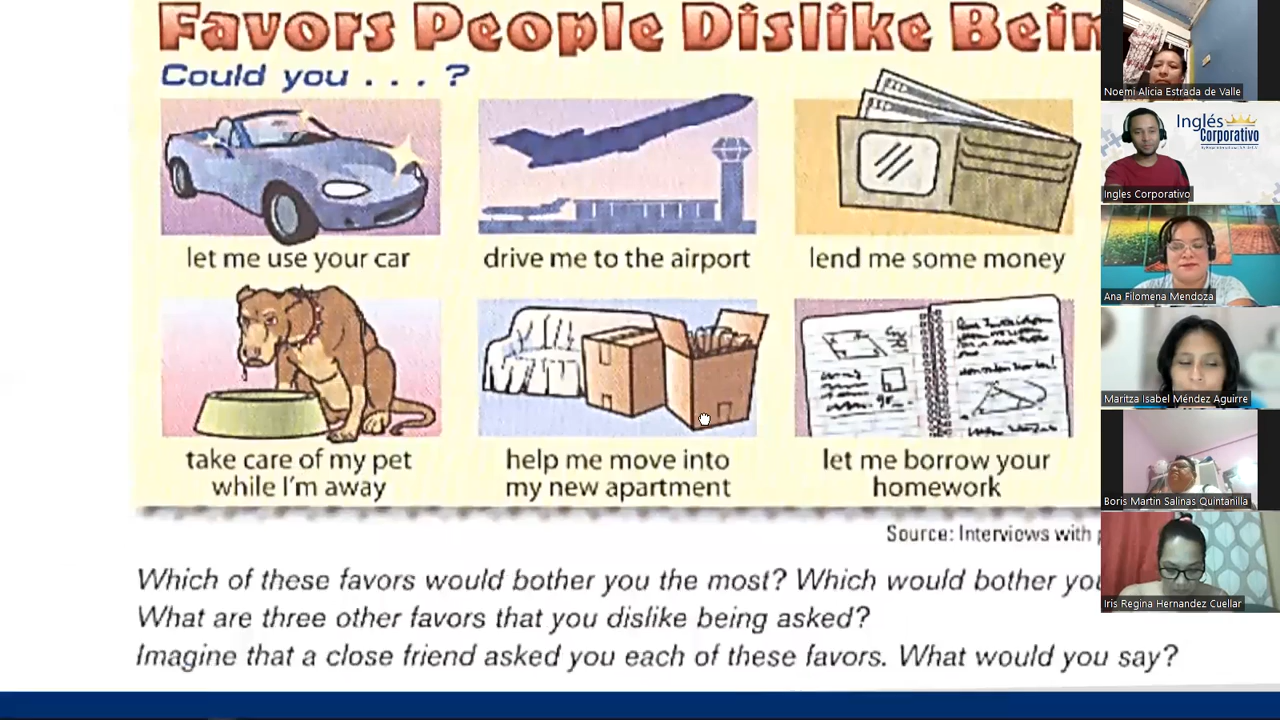 Favors People Dislike Bein
Could you . . . ?
let me use your car
drive me to the airport
lend me some money
take care of my pet
while I'm away
help me move into
my new apartment
let me borrow your
homework
Source: Interviews with
Which of these favors would bother you the most? Which would bother you
What are three other favors that you dislike being asked?
Imagine that a close friend asked you each of these favors. What would you say?
Noemi Alicia Estrada de Valle
Inglés
Corporativo
Ingles Corporativo
Ana Filomena Mendoza
Maritza Isabel Méndez Aguirre
Boris Martin Salinas Quintanilla
Iris Regina Hernandez Cuellar